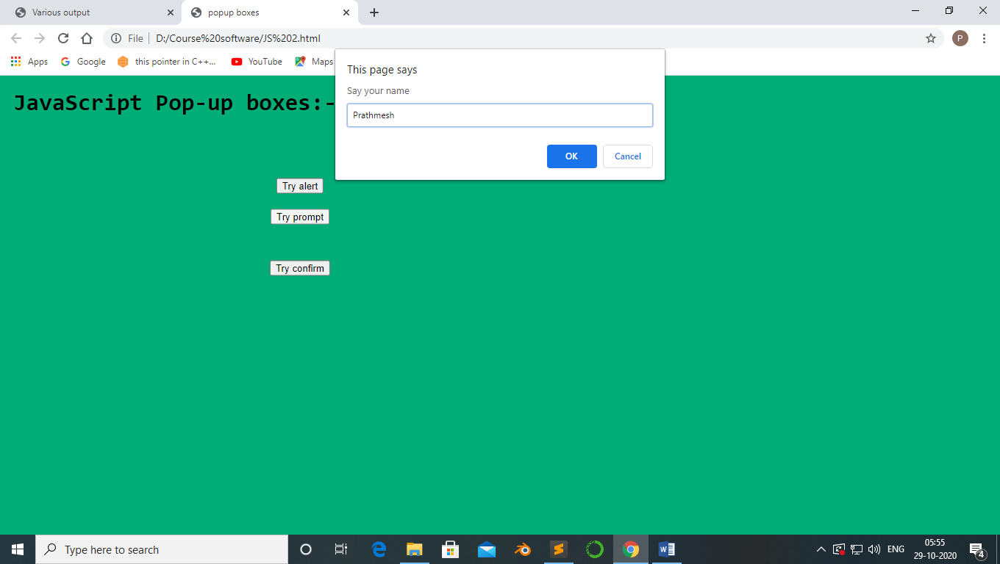 Various output
popup boxes
File D:/Course%20software/JS%202.html
P
Apps Google this pointer in C++... YouTube Maps
This page says
Say your name
Prathmesh
OK Cancel
JavaScript Pop-up boxes:-
Try alert
Try prompt
Try confirm
Type here to search
ENG
05:55
29-10-2020
4